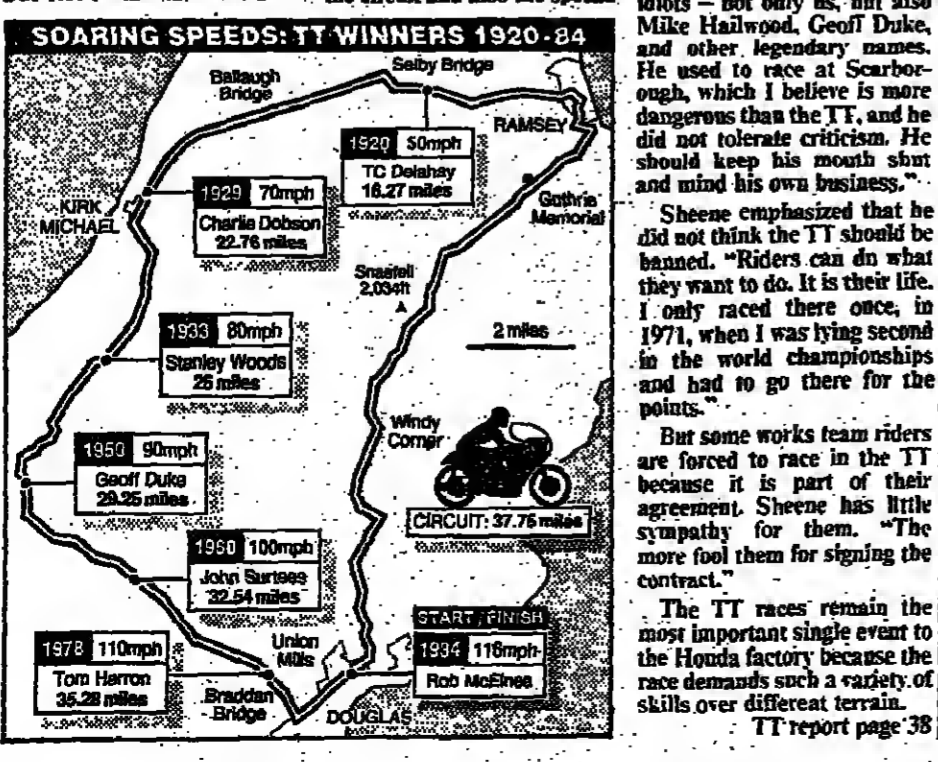 SOARING SPEEDS: TT WINNERS 1920-84
Selby Bridge
Ballaugh
Bridge
RAMSEY
1920 50mph
TC Delahay
16.27 miles
1929 70mph
Charlie Dobson
22.76 miles
KIRK
MICHAEL
Guthrie
Memorial
Snaefell
2,034ft
2 miles
1933 80mph
Stanley Woods
25 miles
Windy
Corner
1950 90mph
Geoff Duke
29.25 miles
CIRCUIT: 37.75 miles
1960 100mph
John Surtees
32.54 miles
START/FINISH
1984 116mph
Rob McElnea
Union
Mills
1978 110mph
Tom Herron
35.28 miles
Braddan
Bridge
DOUGLAS
idiots – not only us, but also
Mike Hailwood, Geoff Duke,
and other legendary names.
He used to race at Scarbor-
ough, which I believe is more
dangerous than the TT, and he
did not tolerate criticism. He
should keep his mouth shut
and mind his own business."
Sheene emphasized that he
did not think the TT should be
banned. "Riders can do what
they want to do. It is their life.
I only raced there once, in
1971, when I was lying second
in the world championships
and had to go there for the
points."
But some works team riders
are forced to race in the TT
because it is part of their
agreement. Sheene has little
sympathy for them. "The
more fool them for signing the
contract."
The TT races remain the
most important single event to
the Honda factory because the
race demands such a variety of
skills over different terrain.
TT report page 38